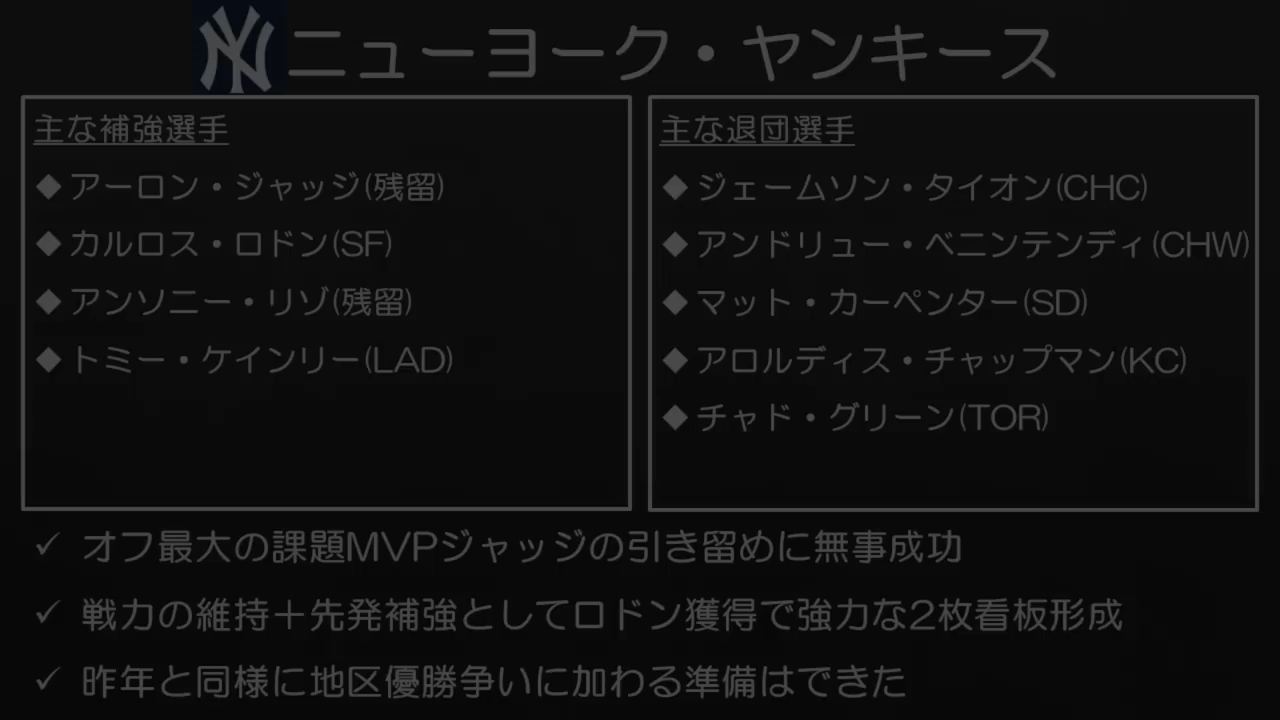 NY ニューヨーク・ヤンキース
主な補強選手
◆アーロン・ジャッジ(残留)
◆カルロス・ロドン(SF)
◆アンソニー・リゾ(残留)
◆トミー・ケインリー(LAD)
主な退団選手
◆ジェームソン・タイオン(CHC)
◆アンドリュー・ベニンテンディ(CHW)
◆マット・カーペンター(SD)
◆アロルディス・チャップマン(KC)
◆チャド・グリーン(TOR)
✓ オフ最大の課題MVPジャッジの引き留めに無事成功
✓ 戦力の維持＋先発補強としてロドン獲得で強力な2枚看板形成
✓ 昨年と同様に地区優勝争いに加わる準備はできた